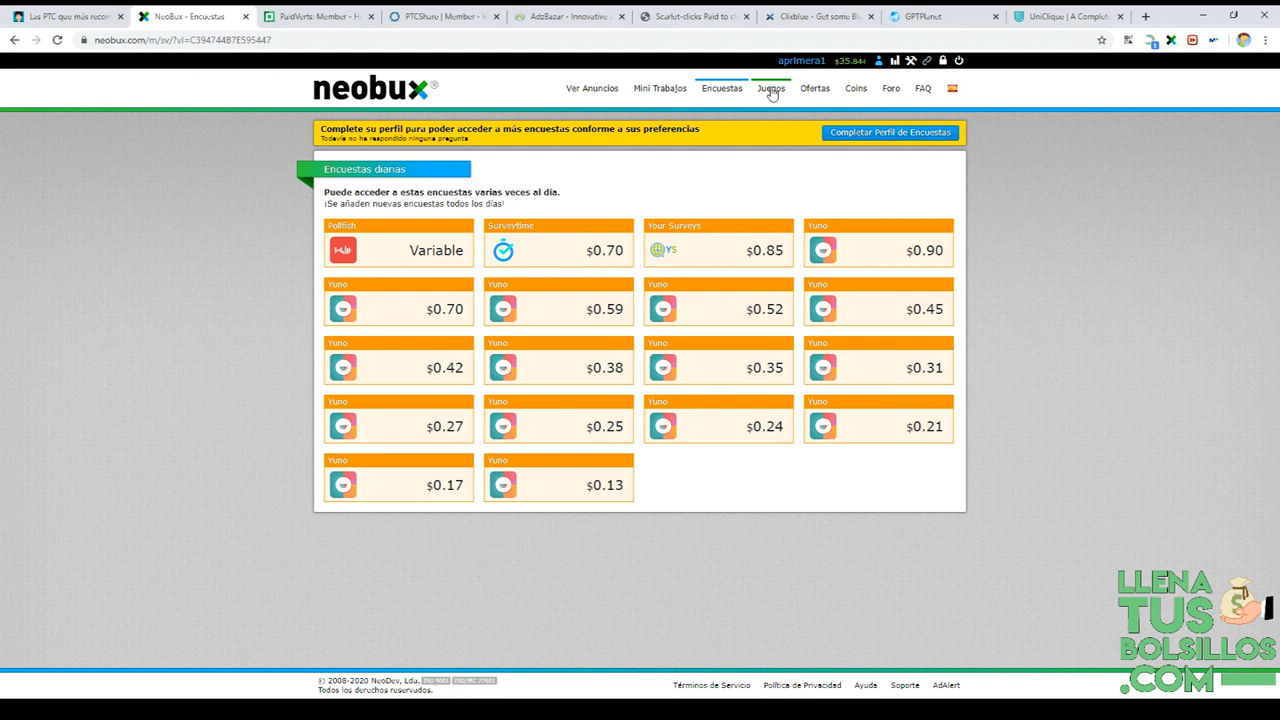 Las PTC que más recom
NeoBux - Encuestas
PaidVerts: Member - H
PTCShare | Member - H
AdzBazar - Innovative
Scarlet-clicks Paid to c
Clixblue - Get some Bl
GPTPlanet
UniClique | A Complet
neobux.com/m/sv/?vl=C39474487E595447
aprimera1 $35.844
neobux®
Ver Anuncios
Mini Trabajos
Encuestas
Juegos
Ofertas
Coins
Foro
FAQ
Complete su perfil para poder acceder a más encuestas conforme a sus preferencias
Todavía no ha respondido ninguna pregunta
Completar Perfil de Encuestas
Encuestas diarias
Puede acceder a estas encuestas varias veces al día.
¡Se añaden nuevas encuestas todos los días!
Pollfish
Variable
Surveytime
$0.70
Your Surveys
YS
$0.85
Yuno
$0.90
Yuno
$0.70
Yuno
$0.59
Yuno
$0.52
Yuno
$0.45
Yuno
$0.42
Yuno
$0.38
Yuno
$0.35
Yuno
$0.31
Yuno
$0.27
Yuno
$0.25
Yuno
$0.24
Yuno
$0.21
Yuno
$0.17
Yuno
$0.13
LLENA
TUS
BOLSILLOS
.COM
© 2008-2020 NeoDev, Lda. ISO 9001 ISO/IEC 27001
Todos los derechos reservados.
Términos de Servicio
Política de Privacidad
Ayuda
Soporte
AdAlert